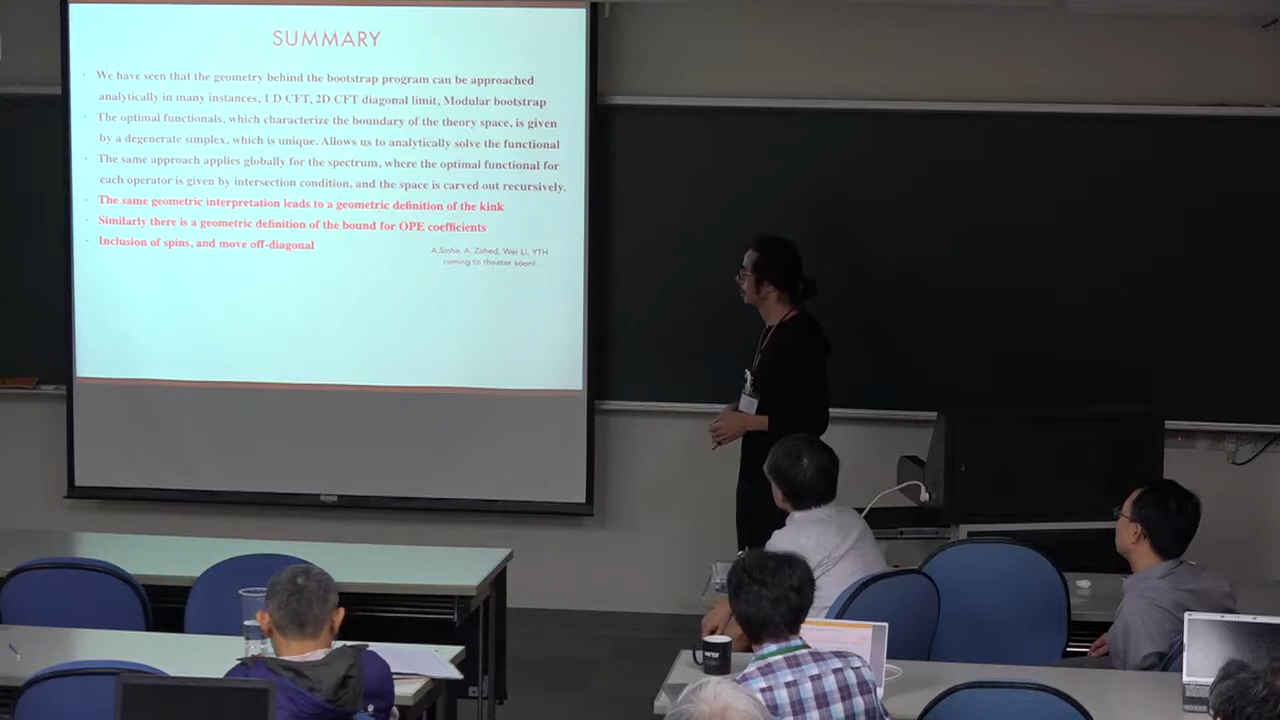 SUMMARY
We have seen that the geometry behind the bootstrap program can be approached
analytically in many instances, 1 D CFT, 2D CFT diagonal limit, Modular bootstrap
The optimal functionals, which characterize the boundary of the theory space, is given
by a degenerate simplex, which is unique. Allows us to analytically solve the functional
The same approach applies globally for the spectrum, where the optimal functional for
each operator is given by intersection condition, and the space is carved out recursively.
The same geometric interpretation leads to a geometric definition of the kink
Similarly there is a geometric definition of the bound for OPE coefficients
Inclusion of spins, and move off-diagonal
A.Sinha, A. Zahed, Wei Li, YTH
coming to theater soon!